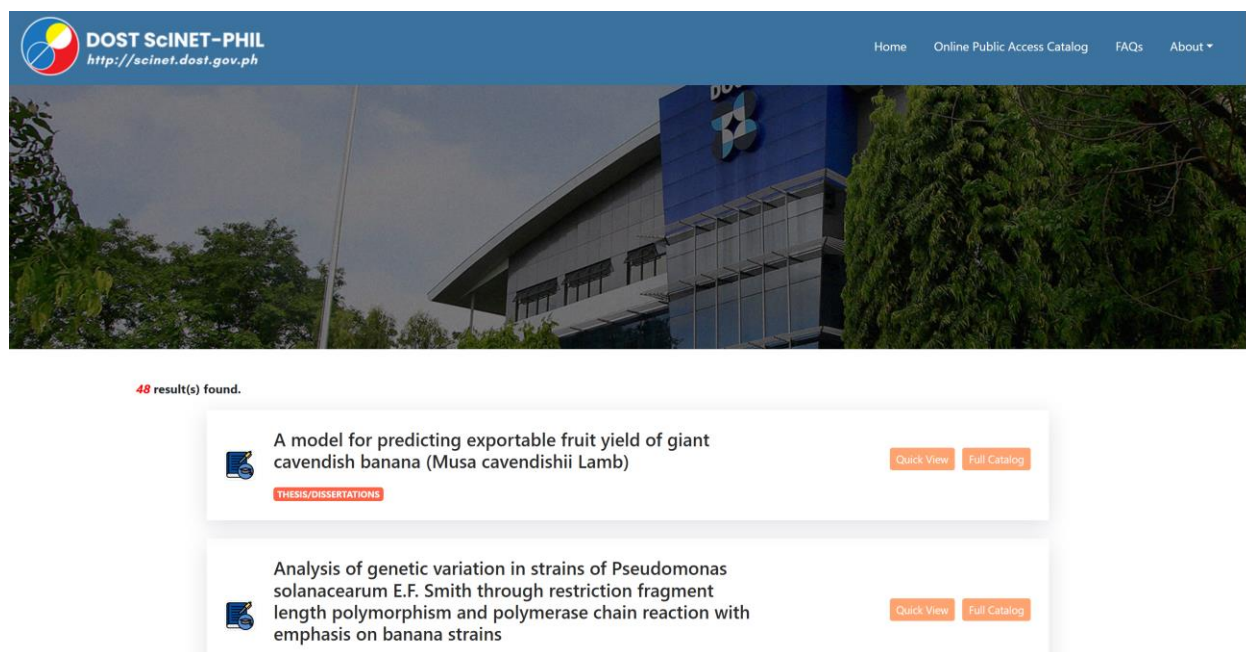 DOST ScINET-PHIL
http://scinet.dost.gov.ph
Home Online Public Access Catalog FAQs About
DOST
48 result(s) found.
A model for predicting exportable fruit yield of giant
cavendish banana (Musa cavendishii Lamb)
THESIS/DISSERTATIONS
Quick View Full Catalog
Analysis of genetic variation in strains of Pseudomonas
solanacearum E.F. Smith through restriction fragment
length polymorphism and polymerase chain reaction with
emphasis on banana strains
Quick View Full Catalog